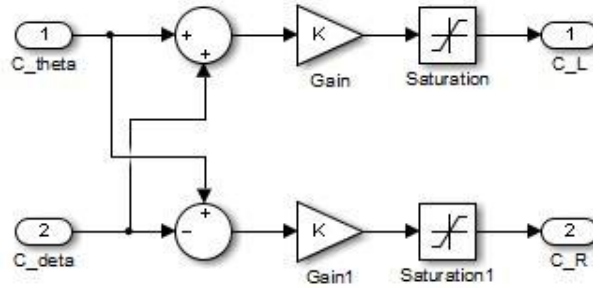 1
C_theta
+
+
K
Gain
Saturation
1
C_L
2
C_deta
+
−
K
Gain1
Saturation1
2
C_R